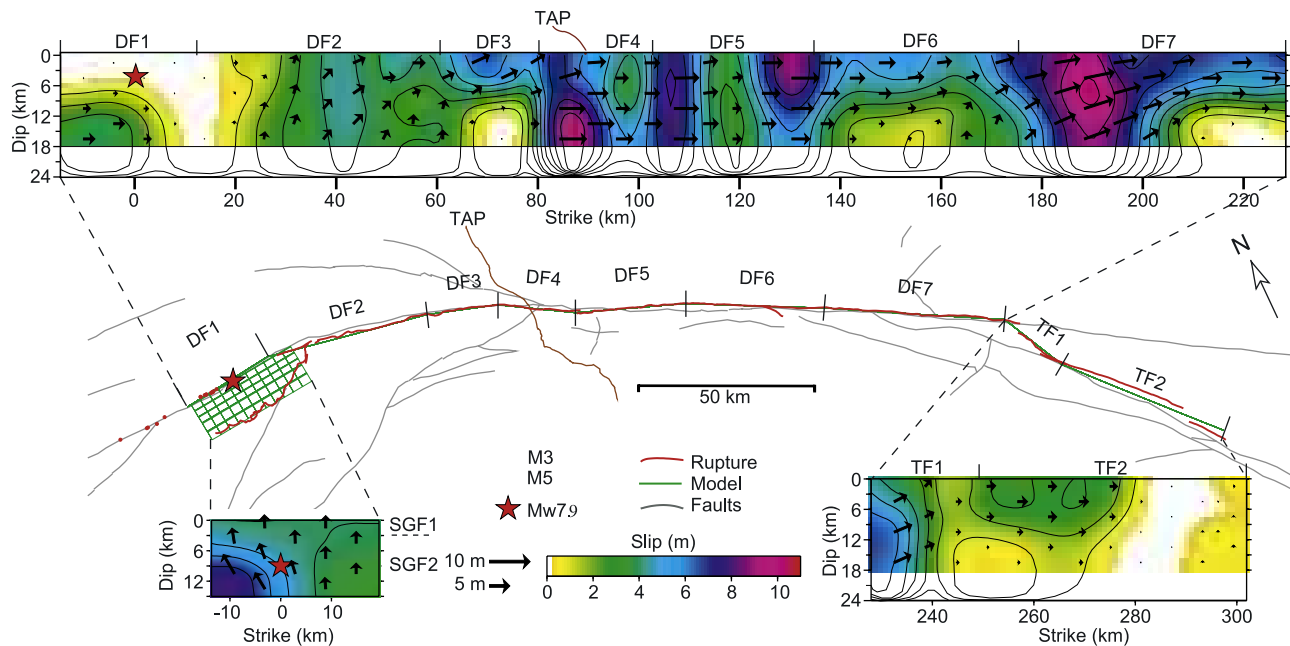 TAP
DF1 DF2 DF3 DF4 DF5 DF6 DF7
0
6
12
18
24
Dip (km)
0 20 40 60 80 100 120 140 160 180 200 220
Strike (km)
TAP
N
DF1 DF2 DF3 DF4 DF5 DF6 DF7 TF1 TF2
50 km
M3
M5
Mw7.9
Rupture
Model
Faults
Slip (m)
0 2 4 6 8 10
10 m
5 m
0
6
12
Dip (km)
SGF1
SGF2
-10 0 10
Strike (km)
TF1 TF2
0
6
12
18
24
Dip (km)
240 260 280 300
Strike (km)